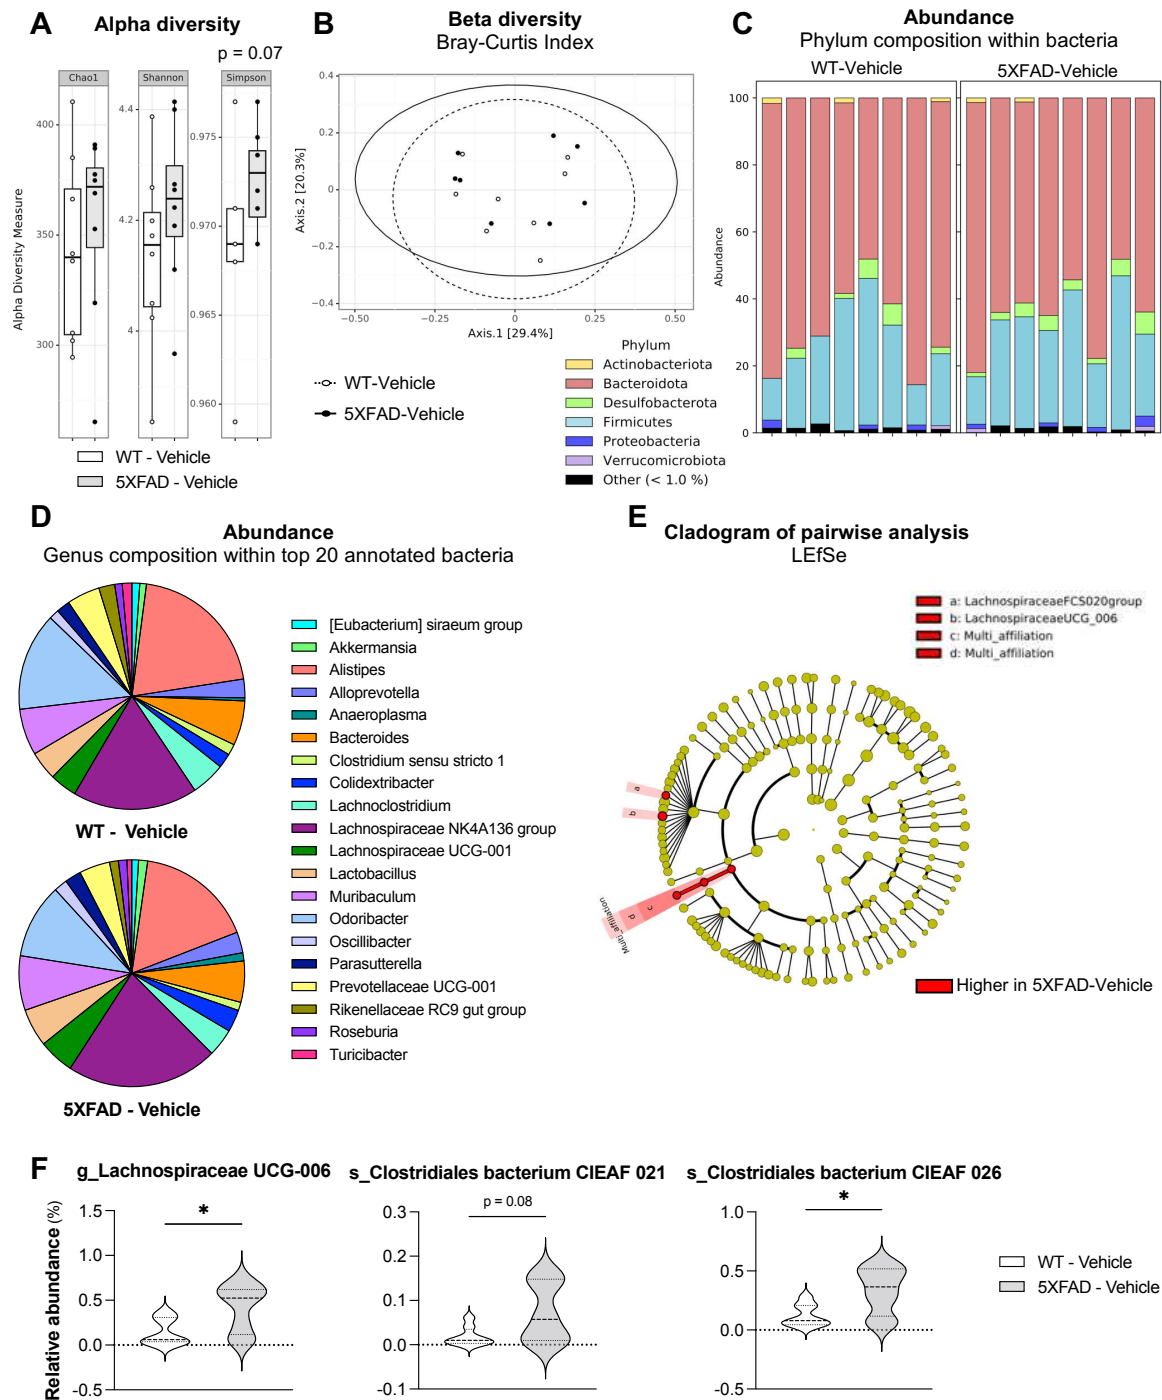 A
Alpha diversity
p = 0.07
Chao1
Shannon
Simpson
Alpha Diversity Measure
400
350
300
4.4
4.2
4
0.975
0.970
0.965
0.960
WT - Vehicle
5XFAD - Vehicle
B
Beta diversity
Bray-Curtis Index
Axis.2 [20.3%]
0.4
0.2
0
−0.2
−0.4
−0.50
−0.25
0
0.25
0.50
Axis.1 [29.4%]
WT-Vehicle
5XFAD-Vehicle
C
Abundance
Phylum composition within bacteria
WT-Vehicle
5XFAD-Vehicle
Abundance
100
80
60
40
20
0
Phylum
Actinobacteriota
Bacteroidota
Desulfobacterota
Firmicutes
Proteobacteria
Verrucomicrobiota
Other (< 1.0 %)
D
Abundance
Genus composition within top 20 annotated bacteria
WT - Vehicle
5XFAD - Vehicle
[Eubacterium] siraeum group
Akkermansia
Alistipes
Alloprevotella
Anaeroplasma
Bacteroides
Clostridium sensu stricto 1
Colidextribacter
Lachnoclostridium
Lachnospiraceae NK4A136 group
Lachnospiraceae UCG-001
Lactobacillus
Muribaculum
Odoribacter
Oscillibacter
Parasutterella
Prevotellaceae UCG-001
Rikenellaceae RC9 gut group
Roseburia
Turicibacter
E
Cladogram of pairwise analysis
LEfSe
a: LachnospiraceaeFCS020group
b: LachnospiraceaeUCG_006
c: Multi_affiliation
d: Multi_affiliation
a
b
c
d
Multi_affiliation
Higher in 5XFAD-Vehicle
F
g_Lachnospiraceae UCG-006
Relative abundance (%)
1.5
1.0
0.5
0.0
-0.5
*
s_Clostridiales bacterium CIEAF 021
p = 0.08
0.3
0.2
0.1
0.0
-0.1
s_Clostridiales bacterium CIEAF 026
*
1.0
0.5
0.0
-0.5
WT - Vehicle
5XFAD - Vehicle